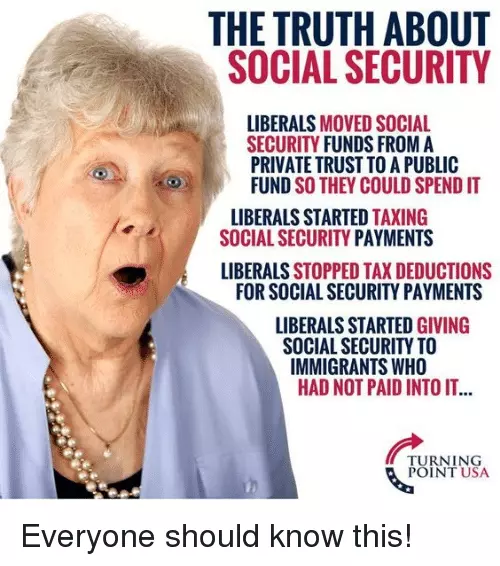 THE TRUTH ABOUT
SOCIAL SECURITY
LIBERALS MOVED SOCIAL
SECURITY FUNDS FROM A
PRIVATE TRUST TO A PUBLIC
FUND SO THEY COULD SPEND IT
LIBERALS STARTED TAXING
SOCIAL SECURITY PAYMENTS
LIBERALS STOPPED TAX DEDUCTIONS
FOR SOCIAL SECURITY PAYMENTS
LIBERALS STARTED GIVING
SOCIAL SECURITY TO
IMMIGRANTS WHO
HAD NOT PAID INTO IT...
TURNING
POINT USA
Everyone should know this!